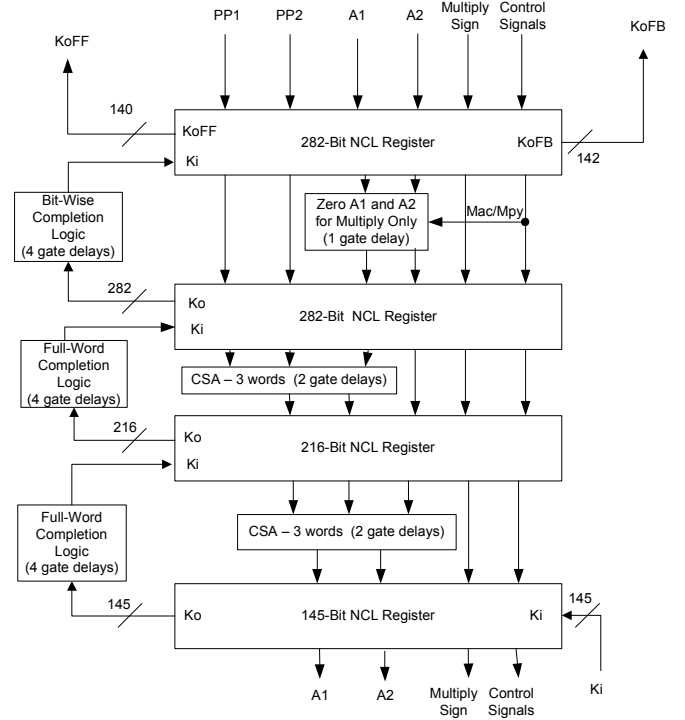 KoFF
PP1
PP2
A1
A2
Multiply
Sign
Control
Signals
KoFB
140
KoFF
282-Bit NCL Register
KoFB
142
Ki
Bit-Wise
Completion
Logic
(4 gate delays)
Zero A1 and A2
for Multiply Only
(1 gate delay)
Mac/Mpy
282
Ko
282-Bit NCL Register
Ki
Full-Word
Completion
Logic
(4 gate delays)
CSA – 3 words (2 gate delays)
216
Ko
216-Bit NCL Register
Ki
Full-Word
Completion
Logic
(4 gate delays)
CSA – 3 words (2 gate delays)
145
Ko
145-Bit NCL Register
Ki
145
Ki
A1
A2
Multiply
Sign
Control
Signals